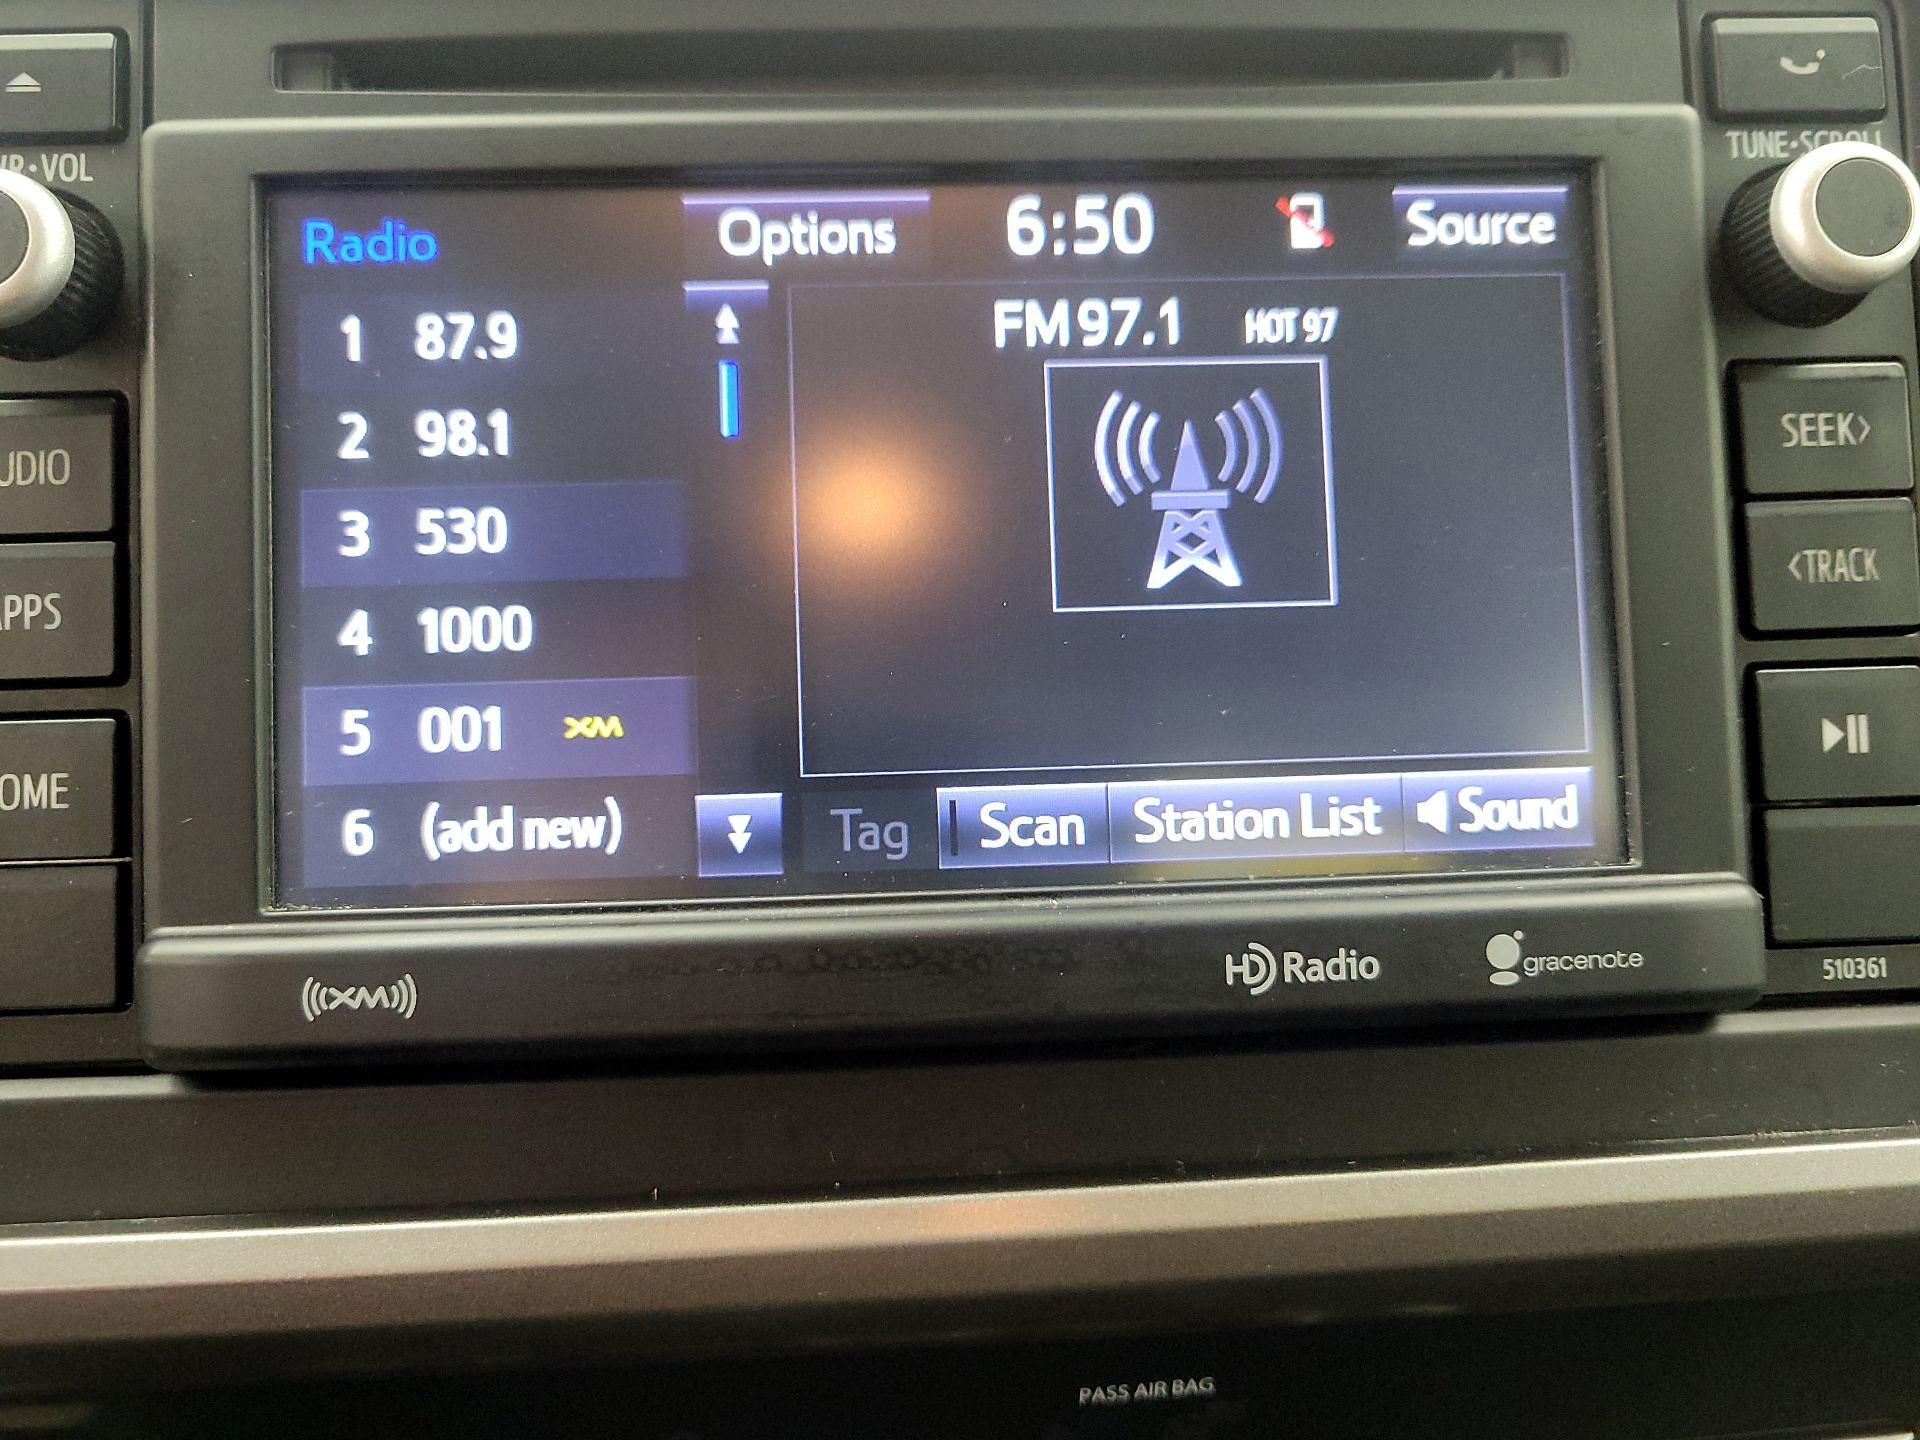 TUNE·SCROLL
VOL
Radio
Options
6:50
Source
1 87.9
2 98.1
3 530
4 1000
5 001 XM
6 (add new)
FM 97.1 HOT 97
Tag
Scan
Station List
Sound
UDIO
APPS
OME
SEEK>
<TRACK
510361
((XM))
HD Radio
gracenote
PASS AIR BAG